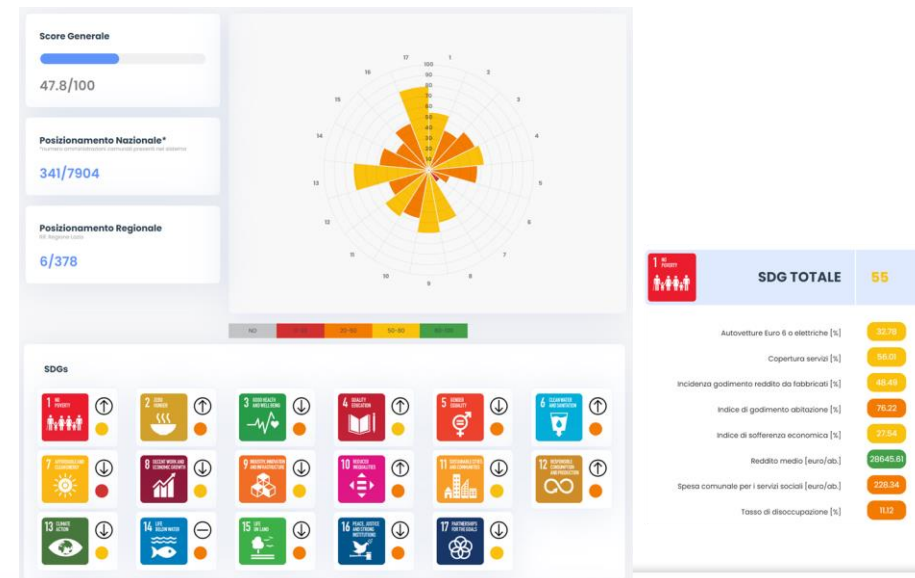 Score Generale
47.8/100
Posizionamento Nazionale*
*numero amministrazioni comunali presenti nel sistema
341/7904
Posizionamento Regionale
6/378
17 1
16 2
15 3
14 4
13 5
12 6
11 7
10 8
9
100
90
80
70
60
50
40
30
20
10
ND 20-50 50-80
SDGs
1 NO POVERTY
2 ZERO HUNGER
3 GOOD HEALTH AND WELL-BEING
4 QUALITY EDUCATION
5 GENDER EQUALITY
6 CLEAN WATER AND SANITATION
7
8 DECENT WORK AND ECONOMIC GROWTH
9 INDUSTRY, INNOVATION AND INFRASTRUCTURE
10 REDUCED INEQUALITIES
11 SUSTAINABLE CITIES AND COMMUNITIES
12 RESPONSIBLE CONSUMPTION AND PRODUCTION
13 CLIMATE ACTION
14 LIFE BELOW WATER
15 LIFE ON LAND
16 PEACE, JUSTICE AND STRONG INSTITUTIONS
17 PARTNERSHIPS FOR THE GOALS
1 NO POVERTY
SDG TOTALE 55
Autovetture Euro 6 o elettriche [%] 32.78
Copertura servizi [%] 56.01
Incidenza godimento reddito da fabbricati [%] 48.49
Indice di godimento abitazione [%] 76.22
Indice di sofferenza economica [%] 27.54
Reddito medio [euro/ab.] 28645.61
Spesa comunale per i servizi sociali [euro/ab.] 228.34
Tasso di disoccupazione [%] 11.12